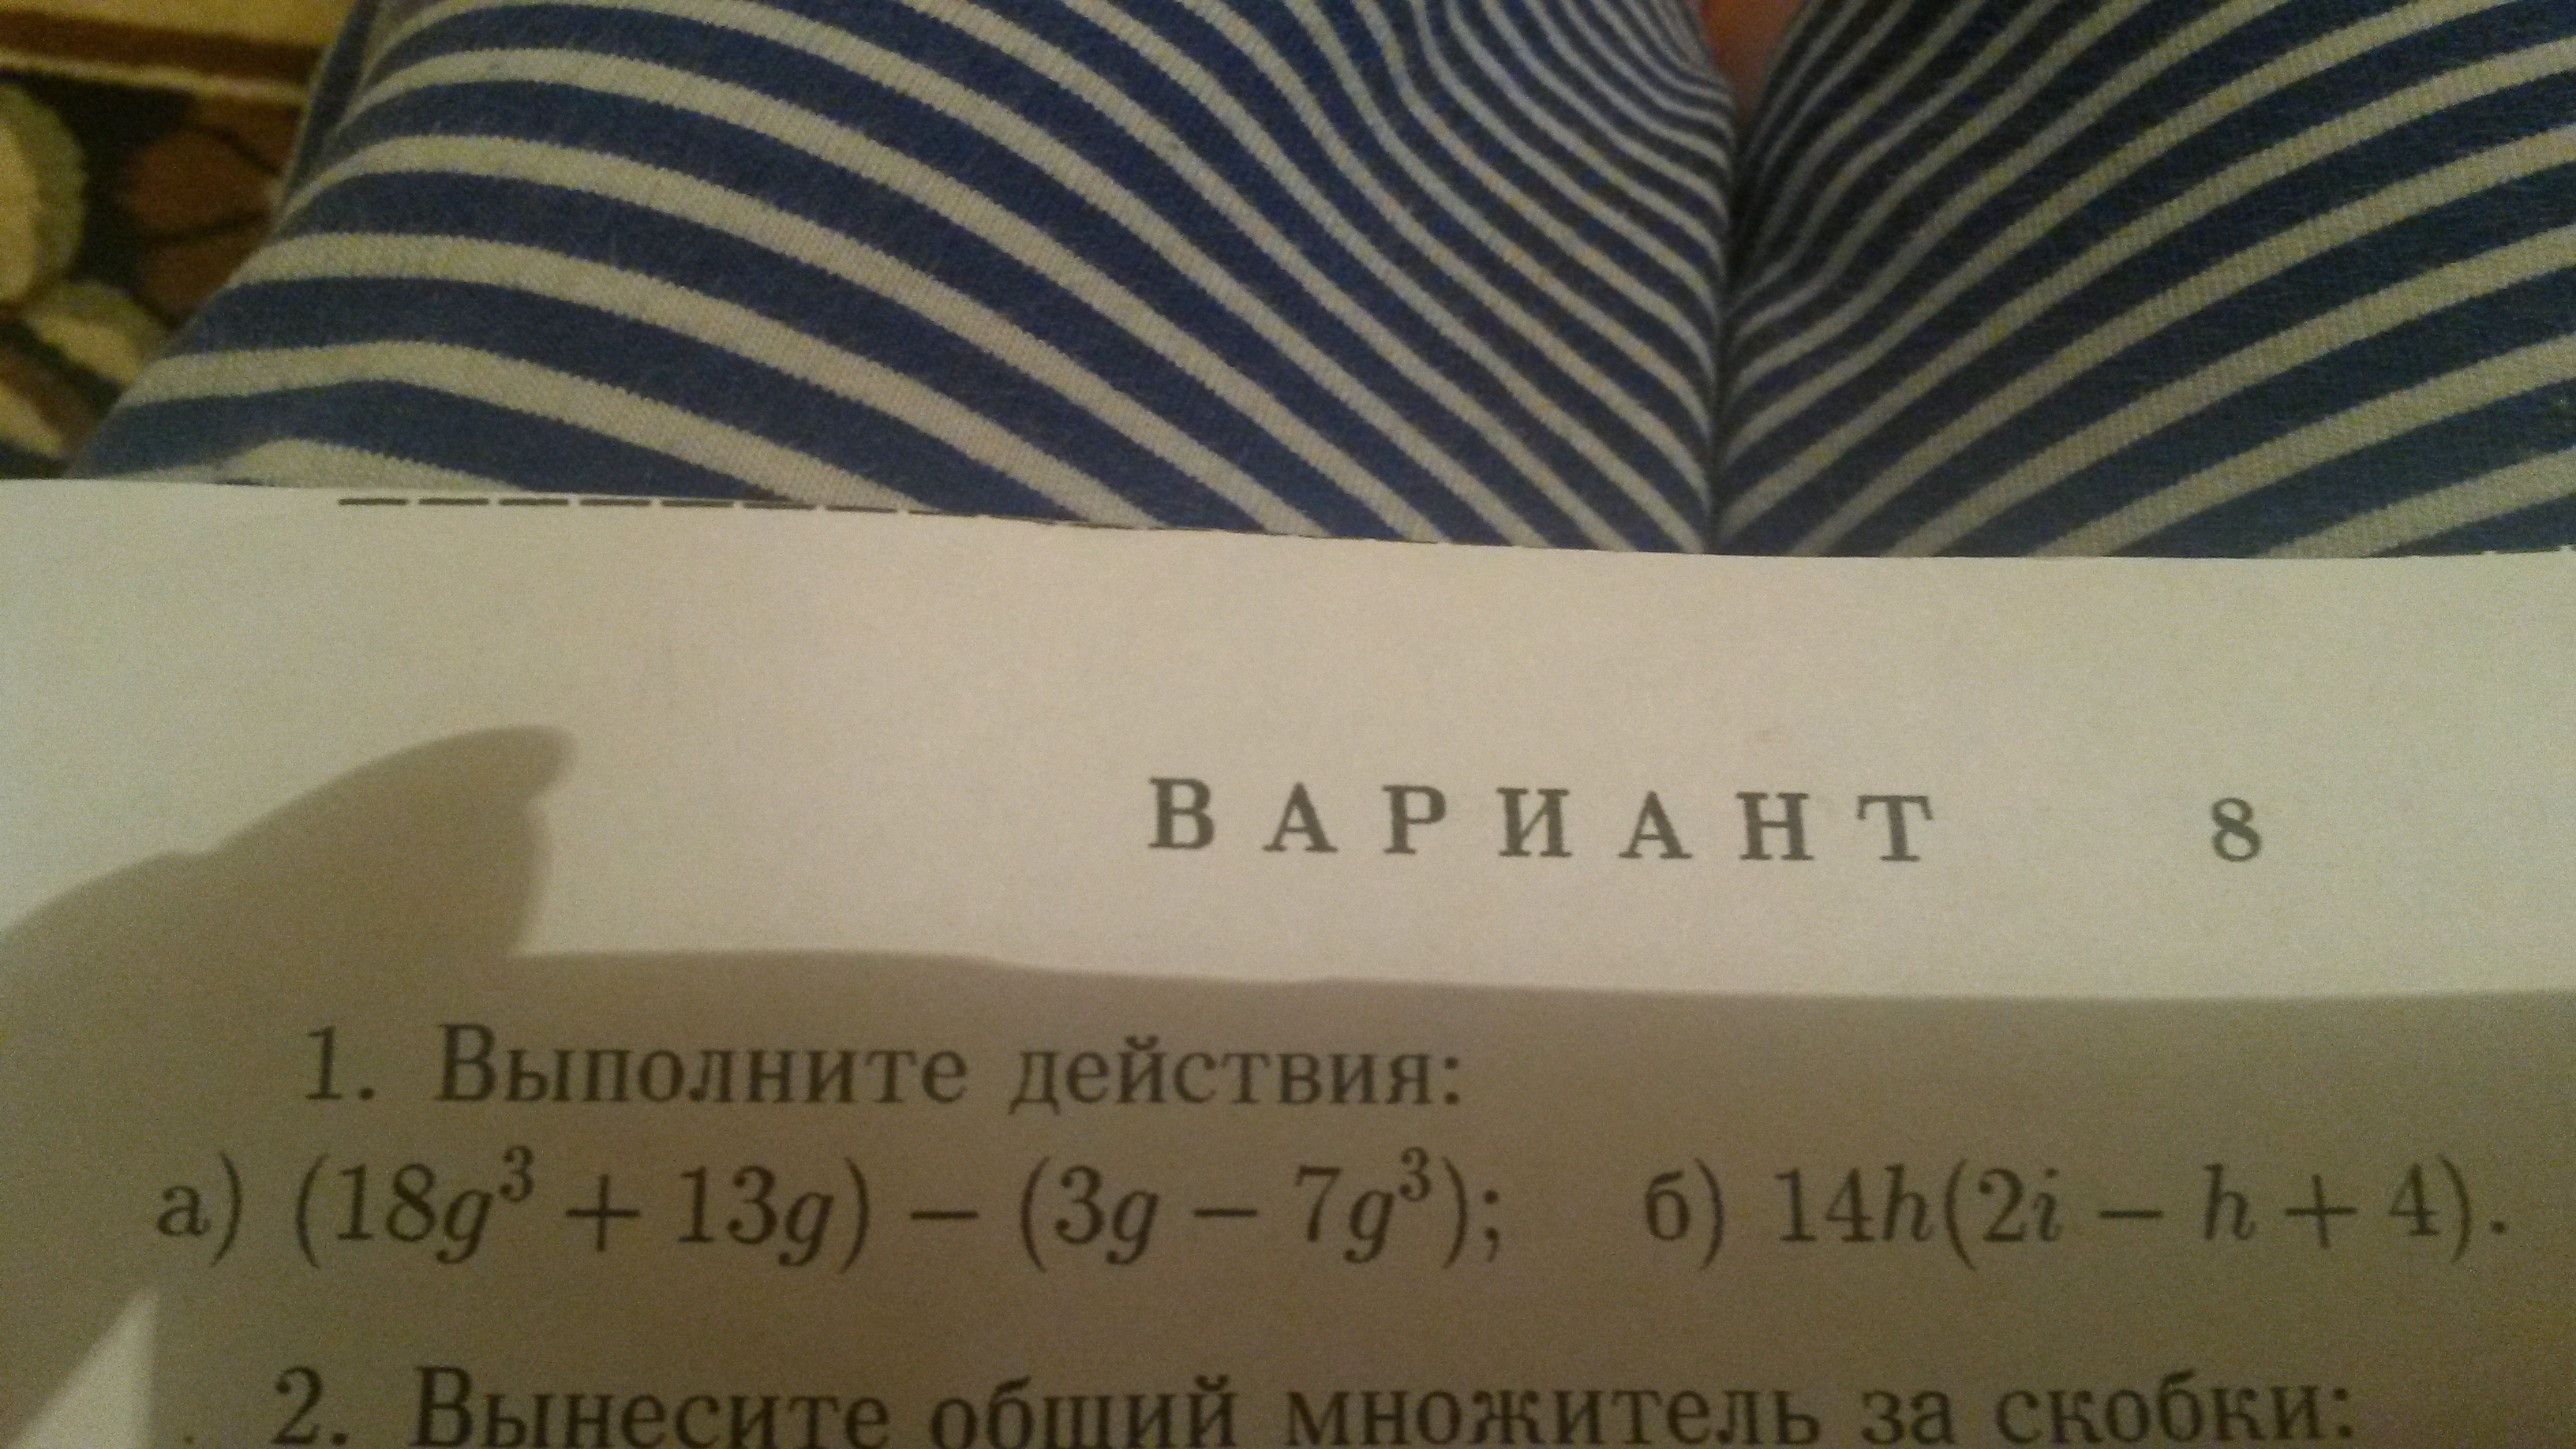 ВАРИАНТ 8
1. Выполните действия:
а) (18g³ + 13g) − (3g − 7g³); б) 14h(2i − h + 4).
2. Вынесите общий множитель за скобки: